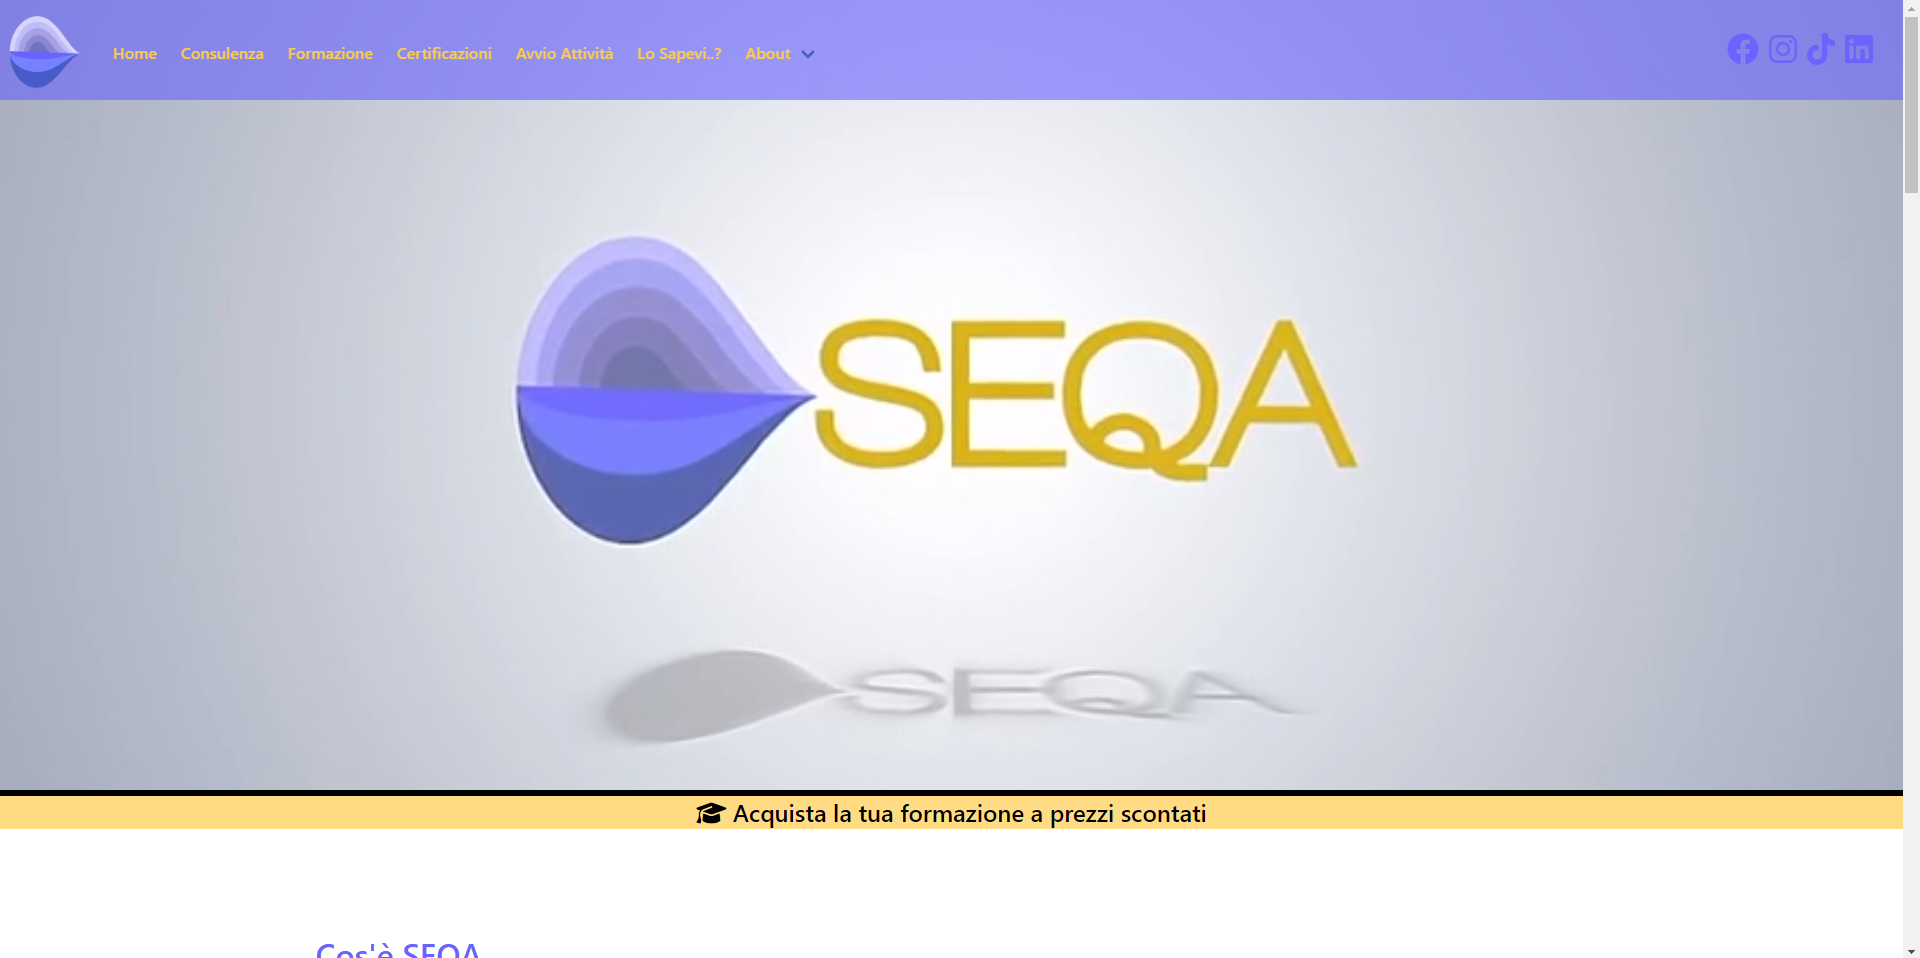 Home Consulenza Formazione Certificazioni Avvio Attività Lo Sapevi..? About
SEQA
SEQA
Acquista la tua formazione a prezzi scontati
Cos'è SEQA